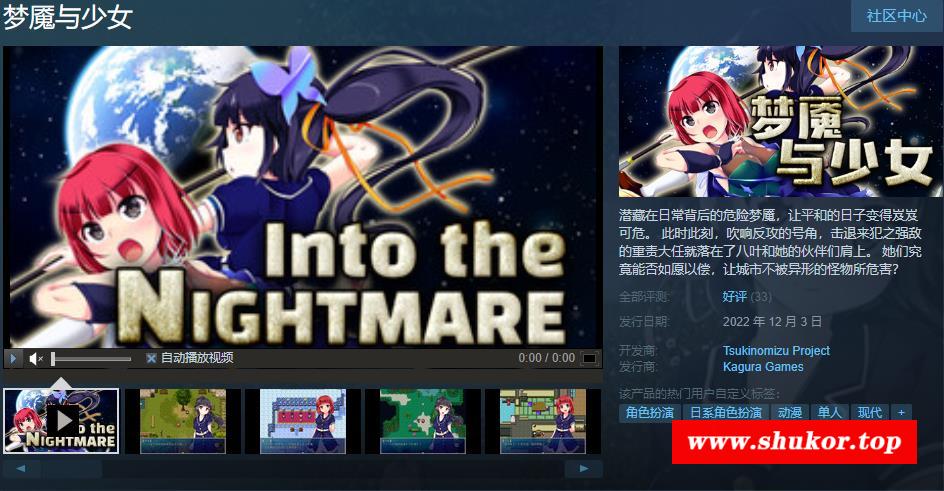 梦魇与少女
社区中心
Into the
NIGHTMARE
自动播放视频
0:00 / 0:00
Into the
NIGHTMARE
梦魇
与少女
潜藏在日常背后的危险梦魇，让平和的日子变得岌岌
可危。 此时此刻，吹响反攻的号角，击退来犯之强敌
的重责大任就落在了八叶和她的伙伴们肩上。 她们究
竟能否如愿以偿，让城市不被异形的怪物所危害？
全部评测: 好评 (33)
发行日期: 2022 年 12 月 3 日
开发商: Tsukinomizu Project
发行商: Kagura Games
该产品的热门用户自定义标签:
角色扮演 日系角色扮演 动漫 单人 现代 +
www.shukor.top